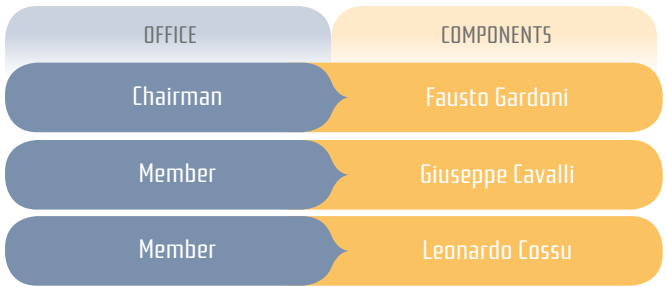 OFFICE COMPONENTS
Chairman Fausto Gardoni
Member Giuseppe Cavalli
Member Leonardo Cossu